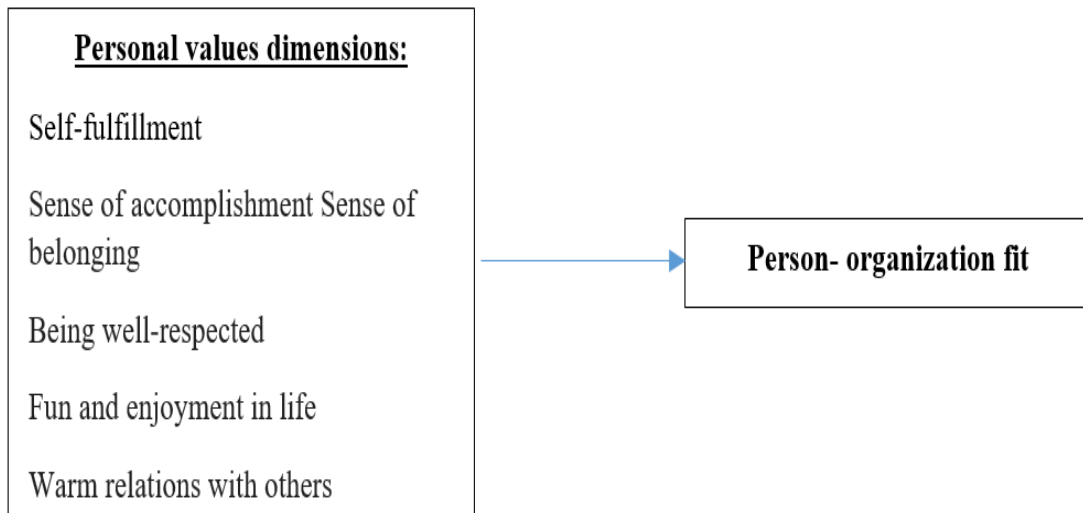 Personal values dimensions:
Self-fulfillment
Sense of accomplishment Sense of
belonging
Being well-respected
Fun and enjoyment in life
Warm relations with others
Person- organization fit